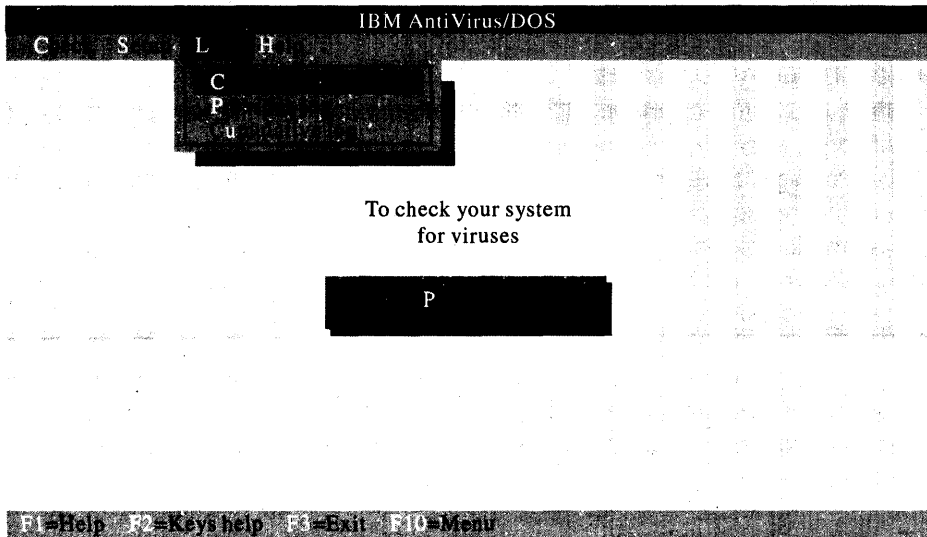 IBM AntiVirus/DOS
C S L H
C
P
u
To check your system
for viruses
P
F1=Help F2=Keys help F3=Exit F10=Menu